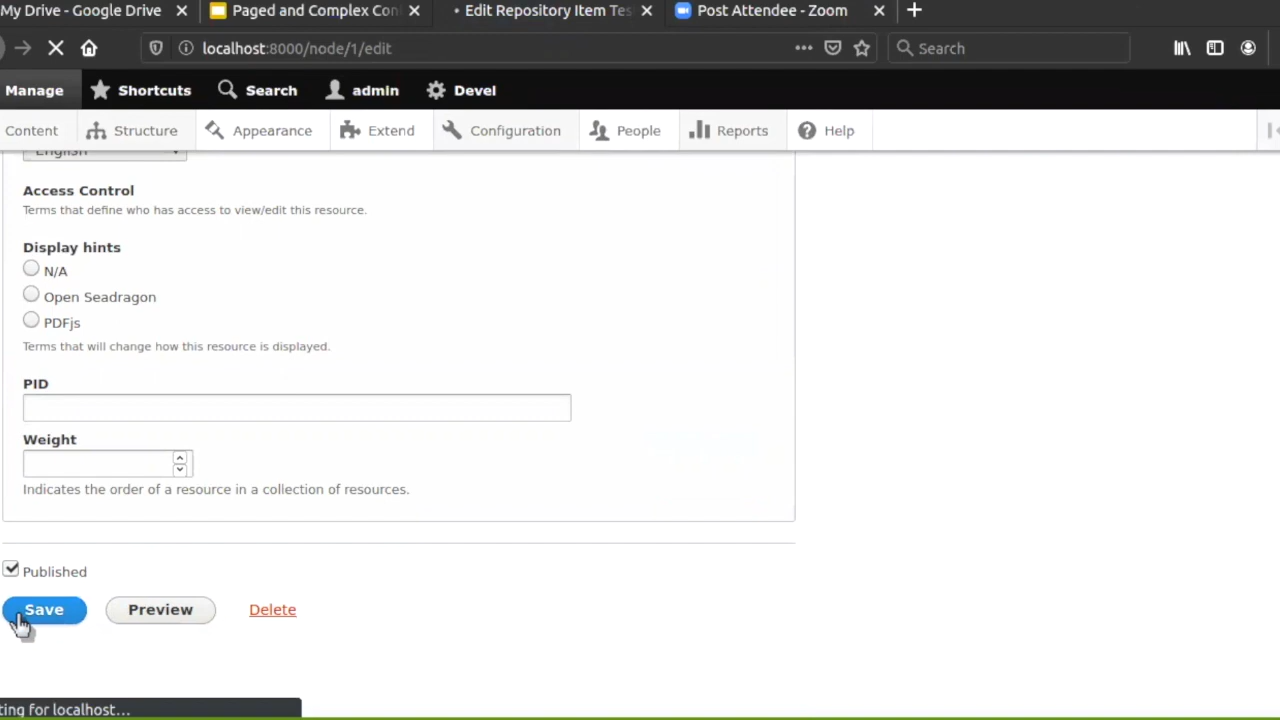 My Drive - Google Drive
Paged and Complex Con
Edit Repository Item Tes
Post Attendee - Zoom
localhost:8000/node/1/edit
Search
Manage
Shortcuts
Search
admin
Devel
Content
Structure
Appearance
Extend
Configuration
People
Reports
Help
English
Access Control
Terms that define who has access to view/edit this resource.
Display hints
N/A
Open Seadragon
PDFjs
Terms that will change how this resource is displayed.
PID
Weight
Indicates the order of a resource in a collection of resources.
Published
Save
Preview
Delete
ting for localhost...